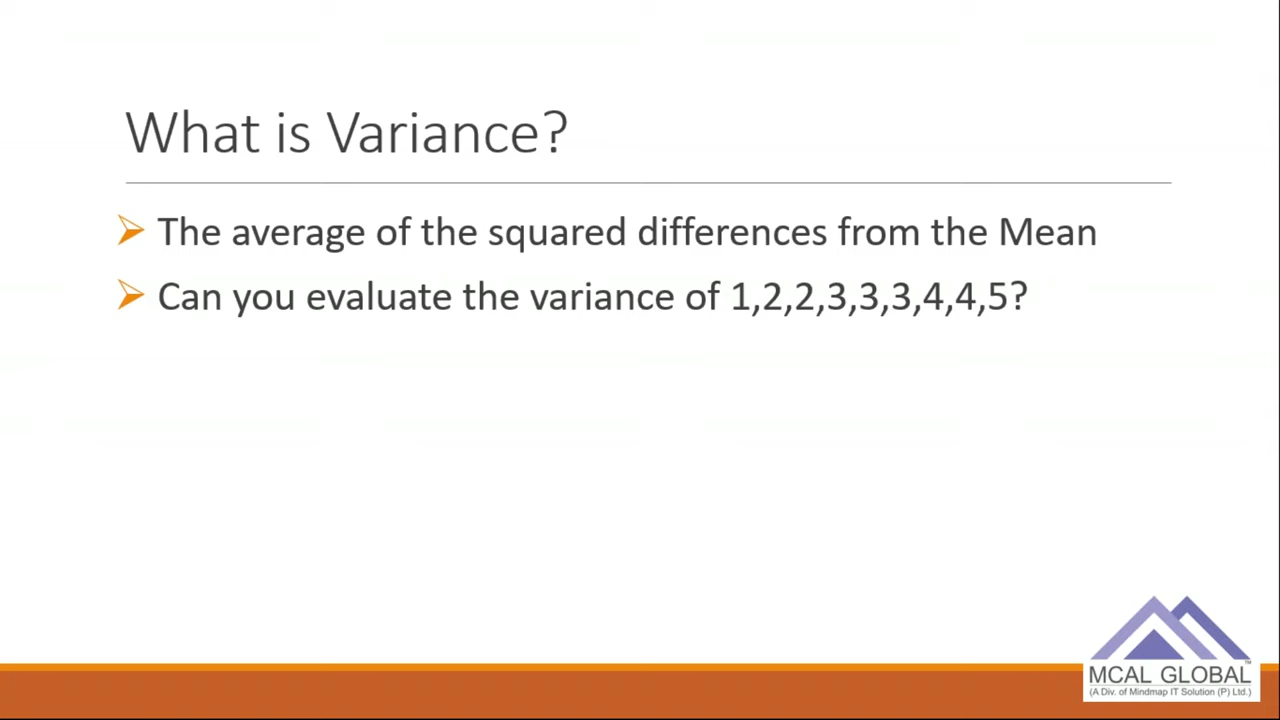 What is Variance?
The average of the squared differences from the Mean
Can you evaluate the variance of 1,2,2,3,3,3,4,4,5?
MCAL GLOBAL™
(A Div. of Mindmap IT Solution (P) Ltd.)